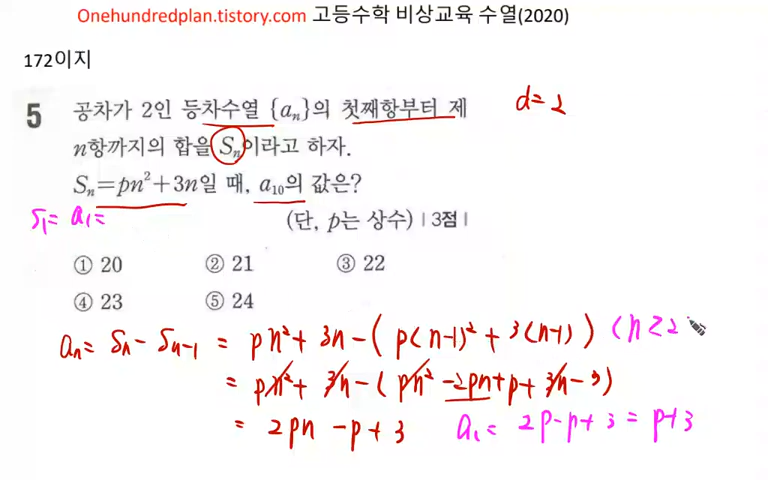 Onehundredplan.tistory.com 고등수학 비상교육 수열(2020)
172이지
5 공차가 2인 등차수열 {aₙ}의 첫째항부터 제
d=2
n항까지의 합을 Sₙ이라고 하자.
Sₙ=pn²+3n일 때, a₁₀의 값은?
S₁= a₁=
(단, p는 상수) | 3점 |
① 20 ② 21 ③ 22
④ 23 ⑤ 24
aₙ= Sₙ - Sₙ₋₁ = pn²+ 3n-(p(n-1)²+3(n-1)) (n≥2
= pn²+ 3n-(pn² -2pn+p+3n-3)
= 2pn -p+3 a₁= 2p-p+3 = p+3